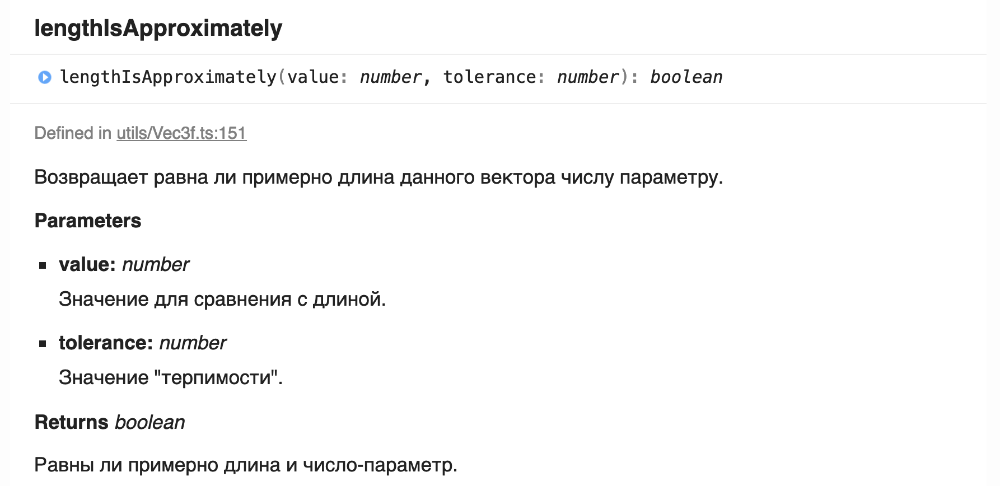 lengthIsApproximately
lengthIsApproximately(value: number, tolerance: number): boolean
Defined in utils/Vec3f.ts:151
Возвращает равна ли примерно длина данного вектора числу параметру.
Parameters
value: number
Значение для сравнения с длиной.
tolerance: number
Значение "терпимости".
Returns boolean
Равны ли примерно длина и число-параметр.